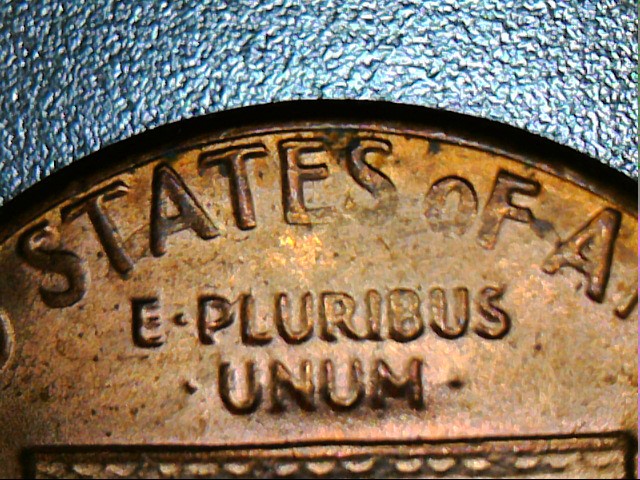 STATES OF A
E·PLURIBUS
·UNUM·